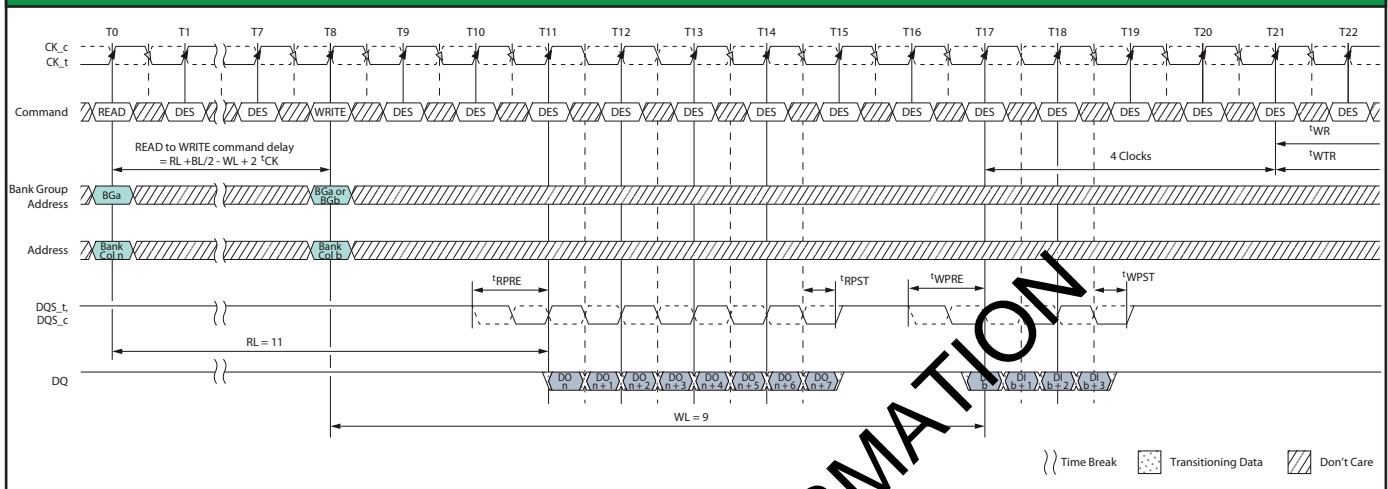 T0 T1 T7 T8 T9 T10 T11 T12 T13 T14 T15 T16 T17 T18 T19 T20 T21 T22
CK_c
CK_t
Command READ DES DES WRITE DES DES DES DES DES DES DES DES DES DES DES DES DES DES
tWR
READ to WRITE command delay
= RL +BL/2 - WL + 2 tCK
4 Clocks
tWTR
Bank Group
Address
BGa
BGa or
BGb
Address
Bank
Col n
Bank
Col b
tRPRE tRPST tWPRE tWPST
DQS_t,
DQS_c
RL = 11
DQ
DO
n
DO
n + 1
DO
n + 2
DO
n + 3
DO
n + 4
DO
n + 5
DO
n + 6
DO
n + 7
b
DI
b + 1
DI
b + 2
DI
b + 3
WL = 9
RMATION
Time Break Transitioning Data Don't Care